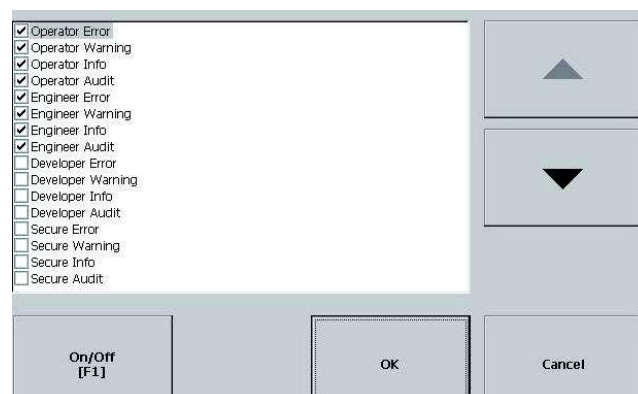 Operator Error
Operator Warning
Operator Info
Operator Audit
Engineer Error
Engineer Warning
Engineer Info
Engineer Audit
Developer Error
Developer Warning
Developer Info
Developer Audit
Secure Error
Secure Warning
Secure Info
Secure Audit
On/Off
[F1]
OK
Cancel